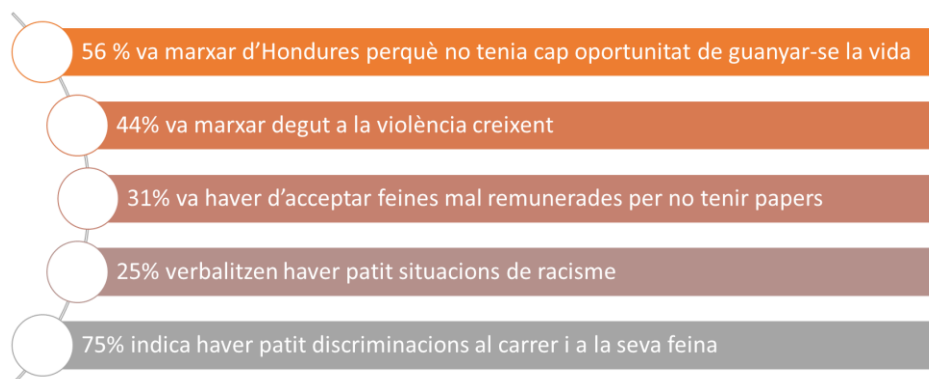 56 % va marxar d’Hondures perquè no tenia cap oportunitat de guanyar-se la vida
44% va marxar degut a la violència creixent
31% va haver d’acceptar feines mal remunerades per no tenir papers
25% verbalitzen haver patit situacions de racisme
75% indica haver patit discriminacions al carrer i a la seva feina